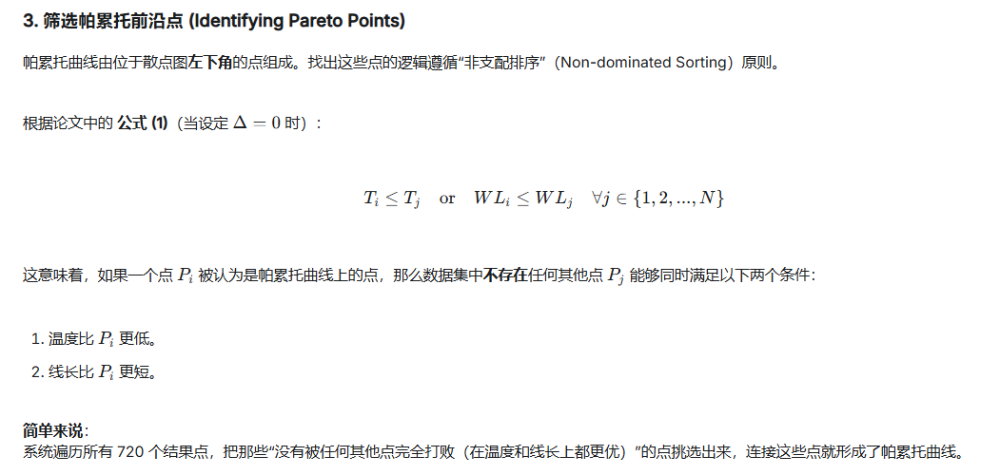 3. 筛选帕累托前沿点 (Identifying Pareto Points)
帕累托曲线由位于散点图左下角的点组成。找出这些点的逻辑遵循“非支配排序”（Non-dominated Sorting）原则。
根据论文中的 公式 (1)（当设定 Δ = 0 时）：
T_i ≤ T_j or WL_i ≤ WL_j ∀j ∈ {1, 2, ..., N}
这意味着，如果一个点 P_i 被认为是帕累托曲线上的点，那么数据集中不存在任何其他点 P_j 能够同时满足以下两个条件：
1. 温度比 P_i 更低。
2. 线长比 P_i 更短。
简单来说：
系统遍历所有 720 个结果点，把那些“没有被任何其他点完全打败（在温度和线长上都更优）”的点挑选出来，连接这些点就形成了帕累托曲线。